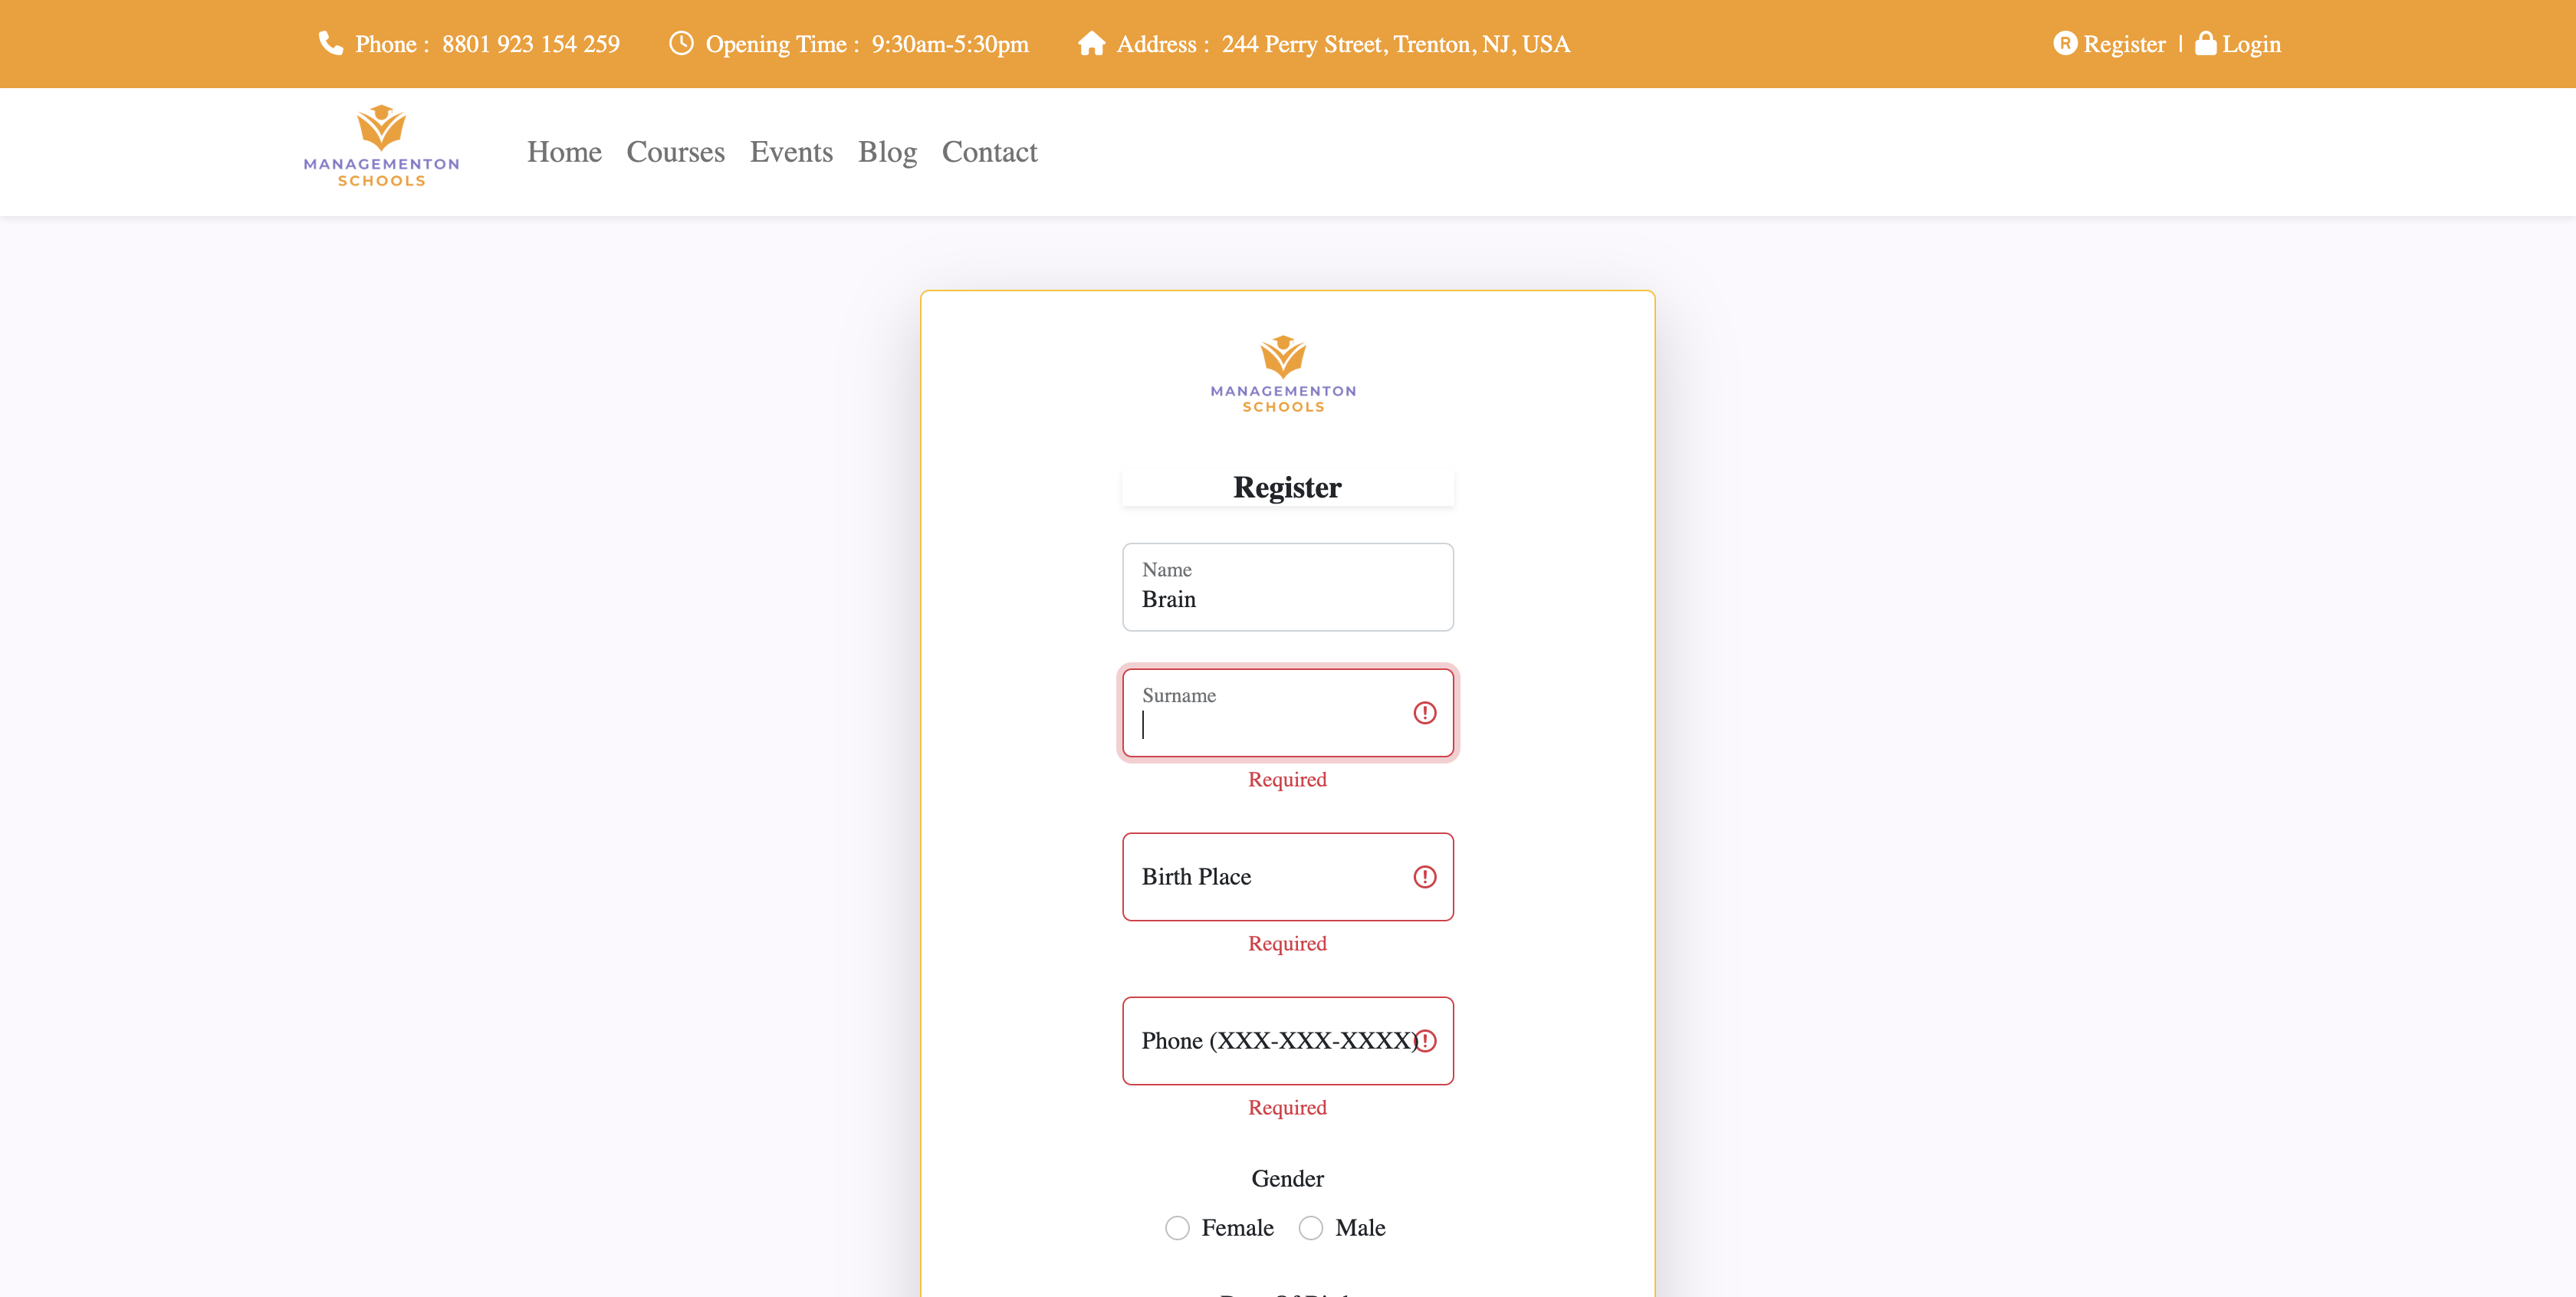 Phone : 8801 923 154 259 Opening Time : 9:30am-5:30pm Address : 244 Perry Street, Trenton, NJ, USA Register | Login
MANAGEMENTON
SCHOOLS
Home Courses Events Blog Contact
MANAGEMENTON
SCHOOLS
Register
Name
Brain
Surname
Required
Birth Place
Required
Phone (XXX-XXX-XXXX)
Required
Gender
Female Male